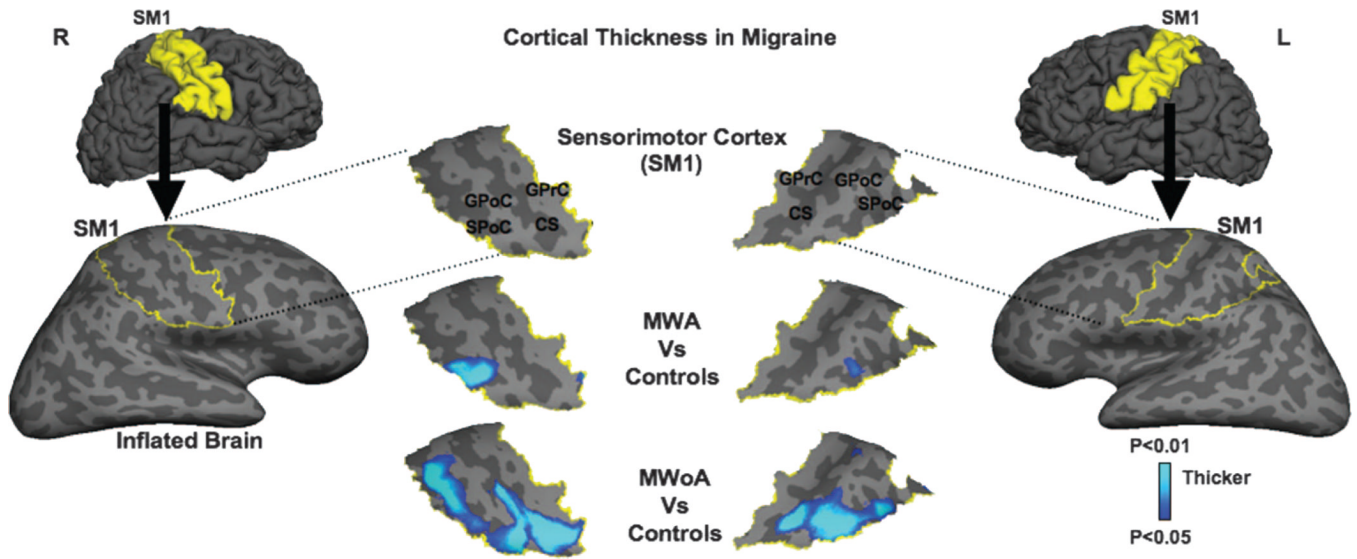 SM1
SM1
R
Cortical Thickness in Migraine
L
Sensorimotor Cortex
(SM1)
GPrC
GPoC
SPoC
CS
GPrC
GPoC
SPoC
CS
SM1
SM1
MWA
Vs
Controls
Inflated Brain
P<0.01
Thicker
P<0.05
MWoA
Vs
Controls